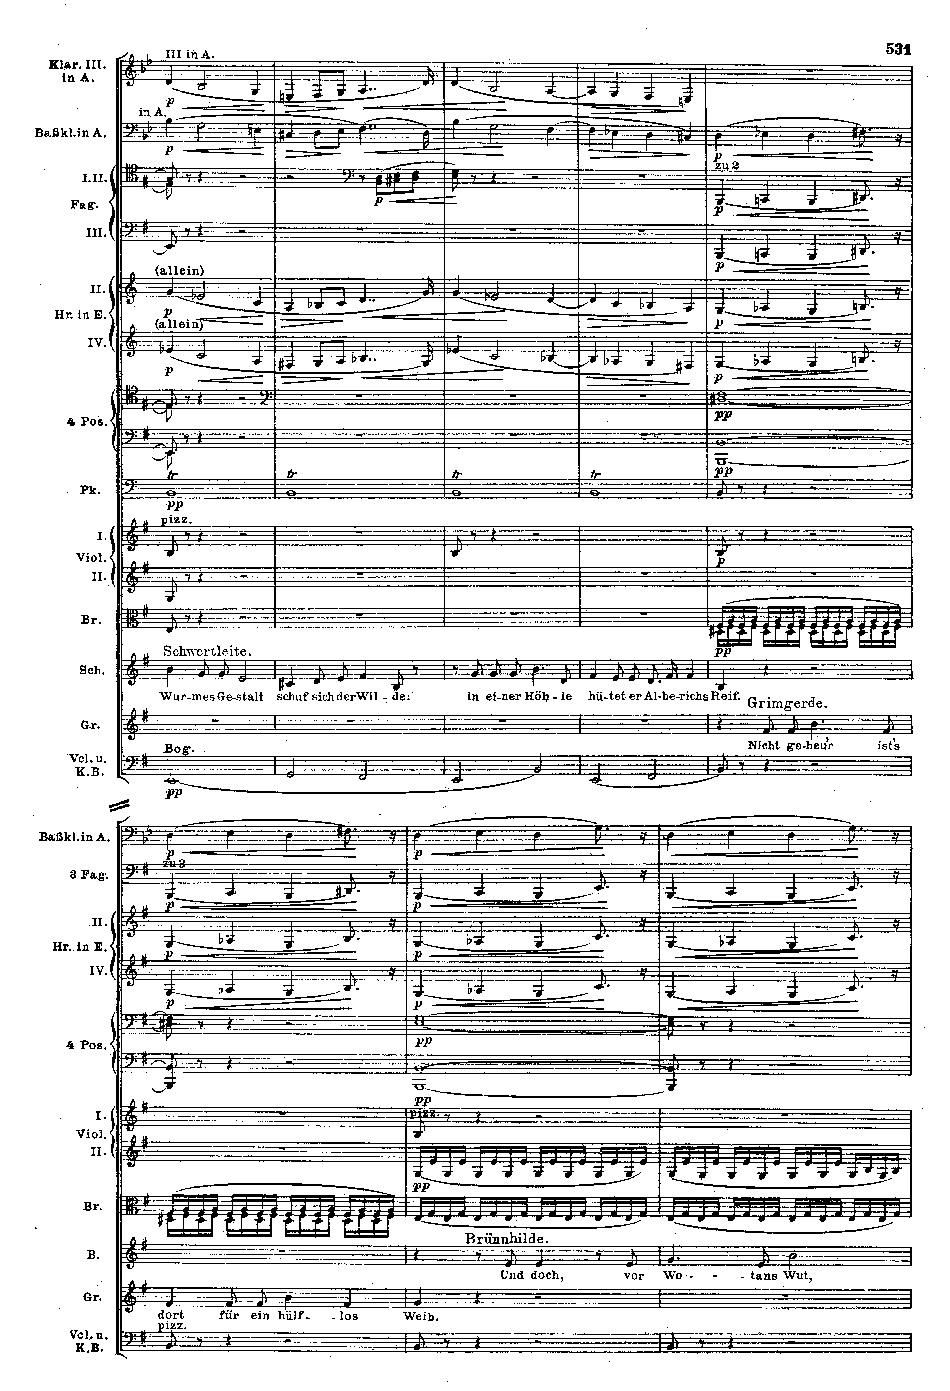 531
III in A.
Klar. III.
in A.
p
in A.
Baßkl. in A.
p
p
zu 2
I. II.
Fag.
p
p
III.
p
(allein)
II.
Hr. in E.
p
p
(allein)
IV.
p
p
4 Pos.
pp
pp
tr tr tr tr
Pk.
pp
pizz.
I.
Viol.
p
II.
Br.
pp
Schwertleite.
Sch.
Wur-mes Ge-stalt schuf sich der Wil - de: in ei-ner Höh-le hü-tet er Al-be-richs Reif.
Grimgerde.
Gr.
Nicht ge-heu'r ist's
Bog.
Vcl. u.
K.B.
pp
Baßkl. in A.
p p
zu 3
3 Fag.
p p
II.
Hr. in E.
p
IV.
p p
4 Pos.
pp
pp
I.
pizz.
Viol.
II.
pp
Br.
Brünnhilde.
B.
Und doch, vor Wo - - - tans Wut,
Gr.
dort für ein hülf - - los Weib.
pizz.
Vcl. u.
K.B.